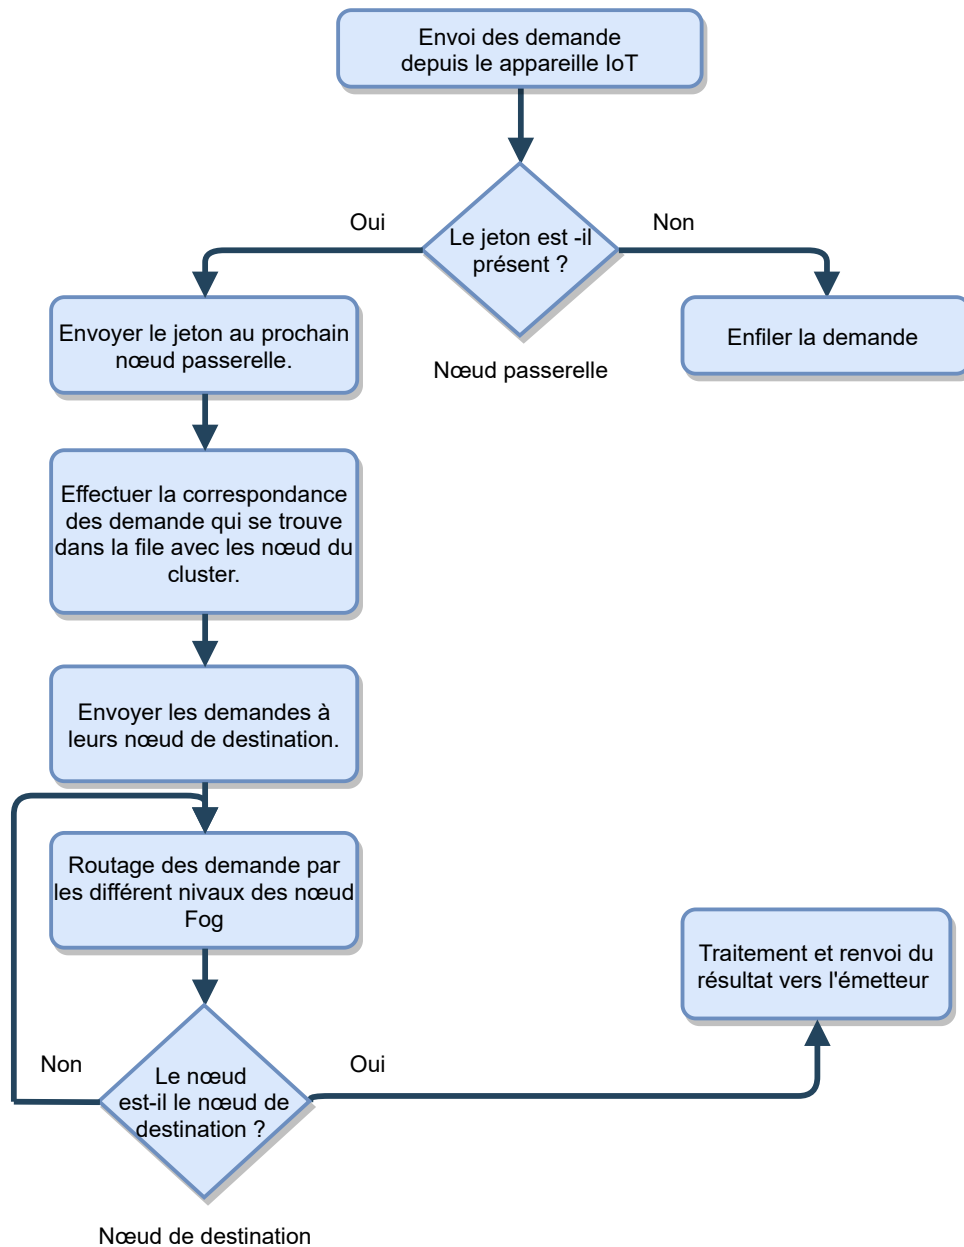 Envoi des demande
depuis le appareille IoT
Oui
Non
Le jeton est -il
présent ?
Envoyer le jeton au prochain
nœud passerelle.
Enfiler la demande
Nœud passerelle
Effectuer la correspondance
des demande qui se trouve
dans la file avec les nœud du
cluster.
Envoyer les demandes à
leurs nœud de destination.
Routage des demande par
les différent nivaux des nœud
Fog
Traitement et renvoi du
résultat vers l'émetteur
Non
Oui
Le nœud
est-il le nœud de
destination ?
Nœud de destination